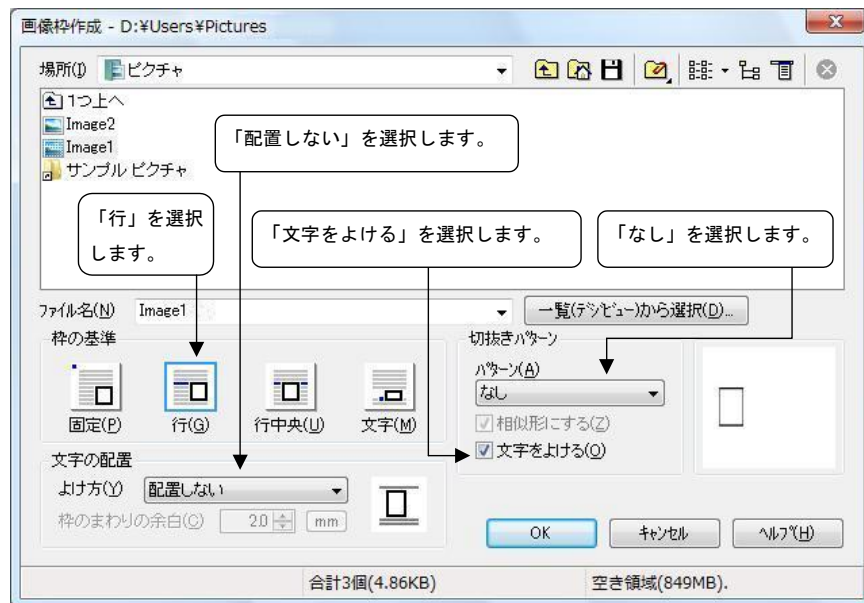 画像枠作成 - D:¥Users¥Pictures
場所(I) ピクチャ
1つ上へ
Image2
Image1
サンプル ピクチャ
「配置しない」を選択します。
「行」を選択
します。
「文字をよける」を選択します。
「なし」を選択します。
ファイル名(N) Image1
一覧(デジビュー)から選択(D)...
枠の基準
固定(P) 行(G) 行中央(U) 文字(M)
切抜きパターン
パターン(A)
なし
相似形にする(Z)
文字をよける(O)
文字の配置
よけ方(Y) 配置しない
枠のまわりの余白(C) 2.0 mm
OK キャンセル ヘルプ(H)
合計3個(4.86KB) 空き領域(849MB).